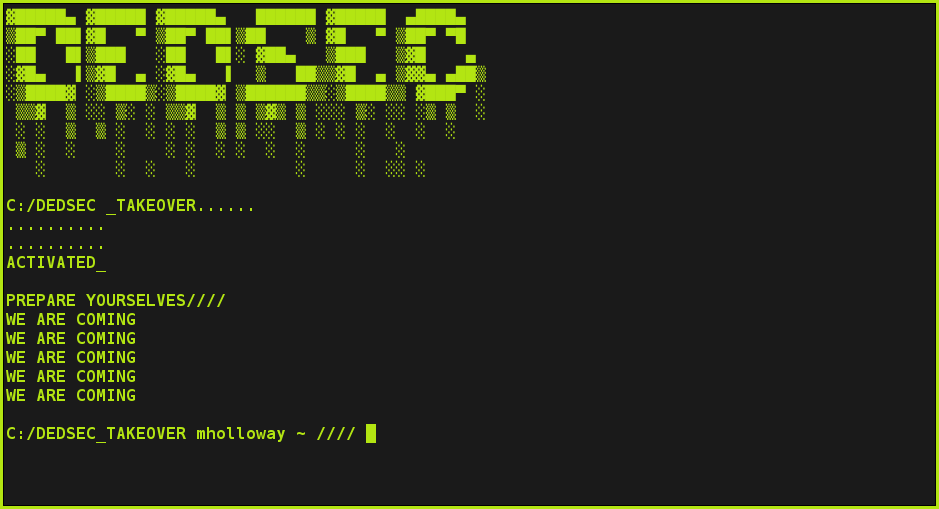 DEDSEC
C:/DEDSEC _TAKEOVER......
..........
..........
ACTIVATED_
PREPARE YOURSELVES////
WE ARE COMING
WE ARE COMING
WE ARE COMING
WE ARE COMING
WE ARE COMING
C:/DEDSEC_TAKEOVER mholloway ~ ////